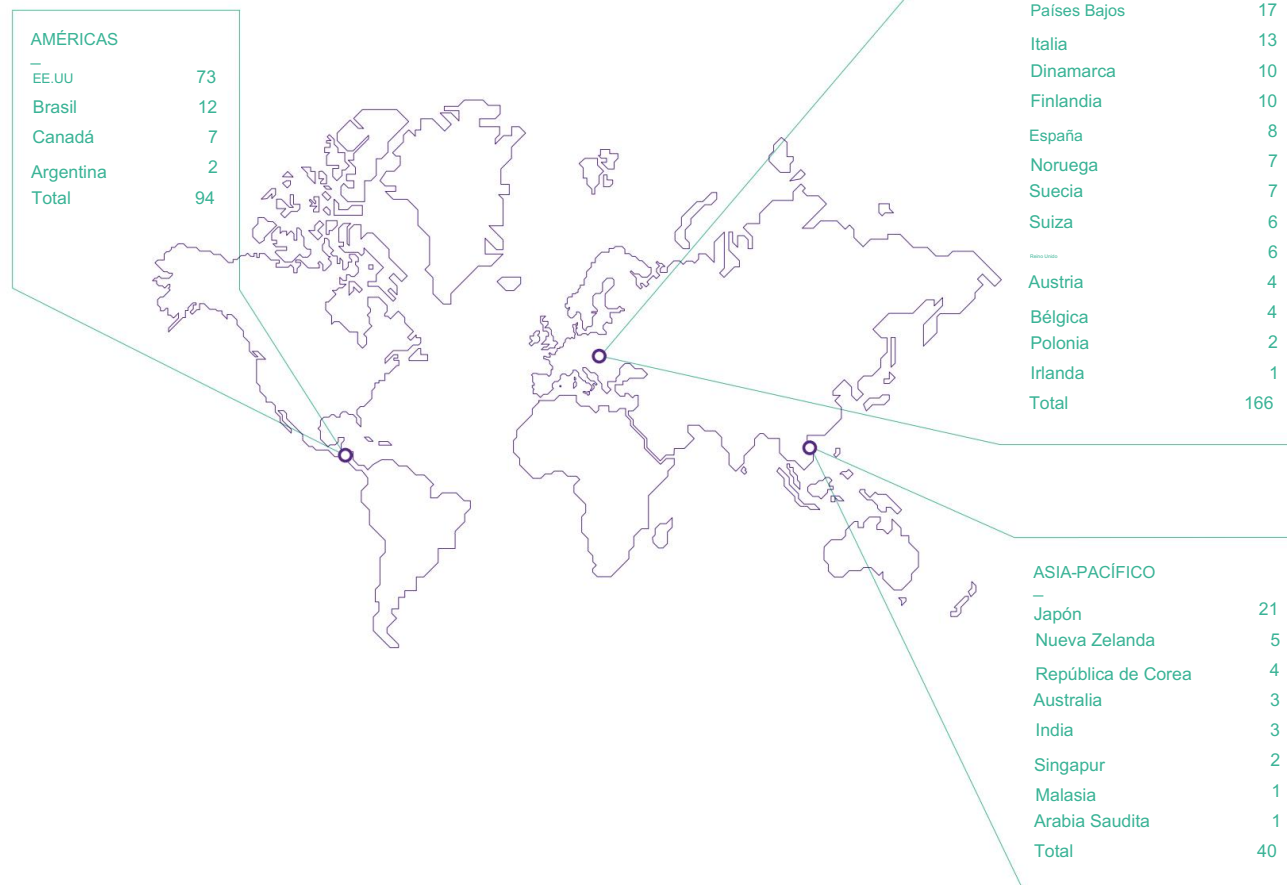 AMÉRICAS
–
EE.UU 73
Brasil 12
Canadá 7
Argentina 2
Total 94
Países Bajos 17
Italia 13
Dinamarca 10
Finlandia 10
España 8
Noruega 7
Suecia 7
Suiza 6
Reino Unido 6
Austria 4
Bélgica 4
Polonia 2
Irlanda 1
Total 166
ASIA-PACÍFICO
–
Japón 21
Nueva Zelanda 5
República de Corea 4
Australia 3
India 3
Singapur 2
Malasia 1
Arabia Saudita 1
Total 40